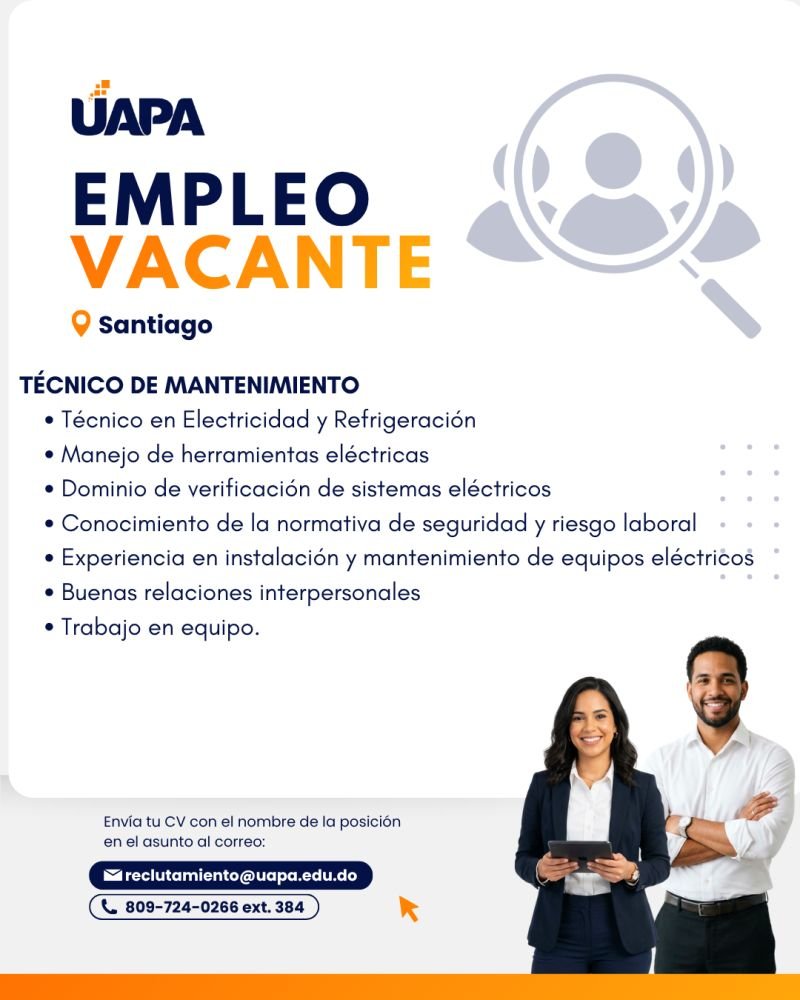 UAPA
EMPLEO
VACANTE
Santiago
TÉCNICO DE MANTENIMIENTO
• Técnico en Electricidad y Refrigeración
• Manejo de herramientas eléctricas
• Dominio de verificación de sistemas eléctricos
• Conocimiento de la normativa de seguridad y riesgo laboral
• Experiencia en instalación y mantenimiento de equipos eléctricos
• Buenas relaciones interpersonales
• Trabajo en equipo.
Envía tu CV con el nombre de la posición
en el asunto al correo:
reclutamiento@uapa.edu.do
809-724-0266 ext. 384